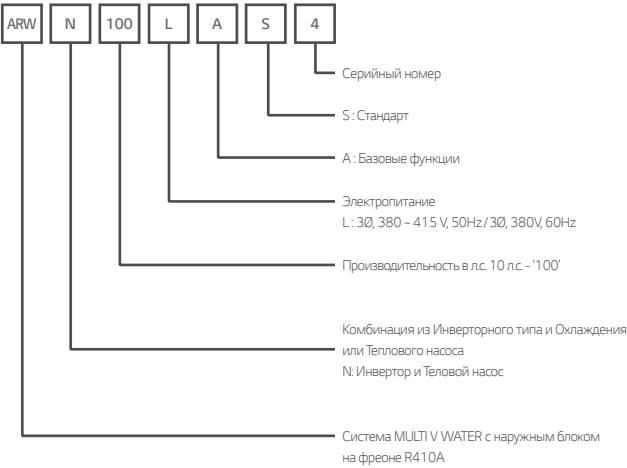 ARW N 100 L A S 4
Серийный номер
S : Стандарт
A : Базовые функции
Электропитание
L : 3Ø, 380 ~ 415 V, 50Hz / 3Ø, 380V, 60Hz
Производительность в л.с. 10 л.с. - '100'
Комбинация из Инверторного типа и Охлаждения
или Теплового насоса
N: Инвертор и Теловой насос
Система MULTI V WATER с наружным блоком
на фреоне R410A